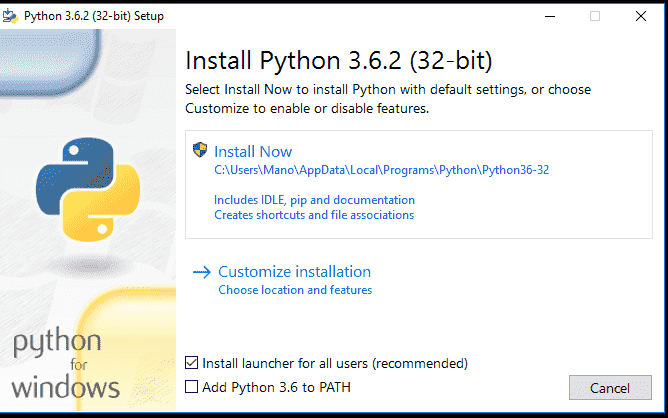 Python 3.6.2 (32-bit) Setup
Install Python 3.6.2 (32-bit)
Select Install Now to install Python with default settings, or choose
Customize to enable or disable features.
Install Now
C:\Users\Mano\AppData\Local\Programs\Python\Python36-32
Includes IDLE, pip and documentation
Creates shortcuts and file associations
Customize installation
Choose location and features
python
for
windows
Install launcher for all users (recommended)
Add Python 3.6 to PATH
Cancel